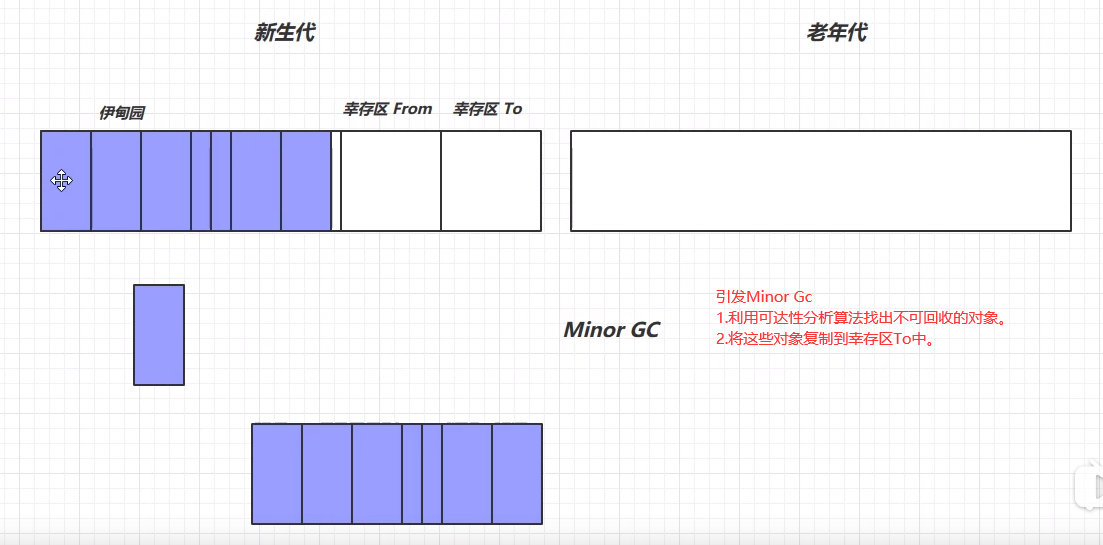 新生代
老年代
伊甸园
幸存区 From
幸存区 To
Minor GC
引发Minor Gc
1.利用可达性分析算法找出不可回收的对象。
2.将这些对象复制到幸存区To中。